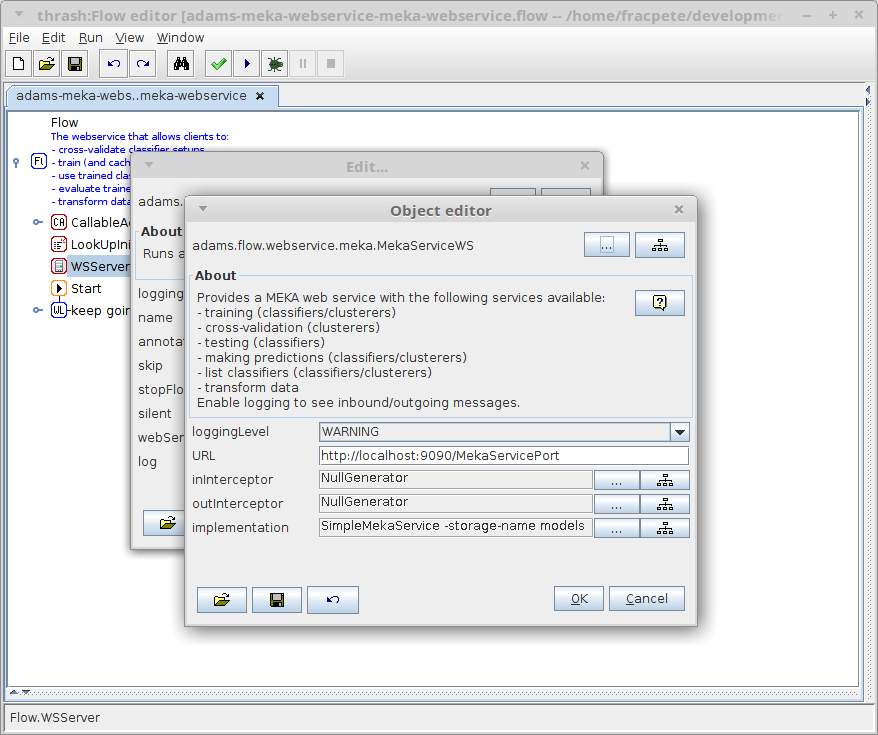 thrash:Flow editor [adams-meka-webservice-meka-webservice.flow -- /home/fracpete/developmen
File Edit Run View Window
adams-meka-webs..meka-webservice
Flow
The webservice that allows clients to:
- cross-validate classifier setups
- train (and cach
- use trained clas
- evaluate traine
- transform data
Fl
CA CallableAc
LookUpIni
WSServer
Start
WL keep goin
Edit...
adams.
About
Runs a
logging
name
annotat
skip
stopFlo
silent
webSer
log
Object editor
adams.flow.webservice.meka.MekaServiceWS
...
About
Provides a MEKA web service with the following services available:
- training (classifiers/clusterers)
- cross-validation (clusterers)
- testing (classifiers)
- making predictions (classifiers/clusterers)
- list classifiers (classifiers/clusterers)
- transform data
Enable logging to see inbound/outgoing messages.
?
loggingLevel WARNING
URL http://localhost:9090/MekaServicePort
inInterceptor NullGenerator ...
outInterceptor NullGenerator ...
implementation SimpleMekaService -storage-name models ...
OK Cancel
Flow.WSServer